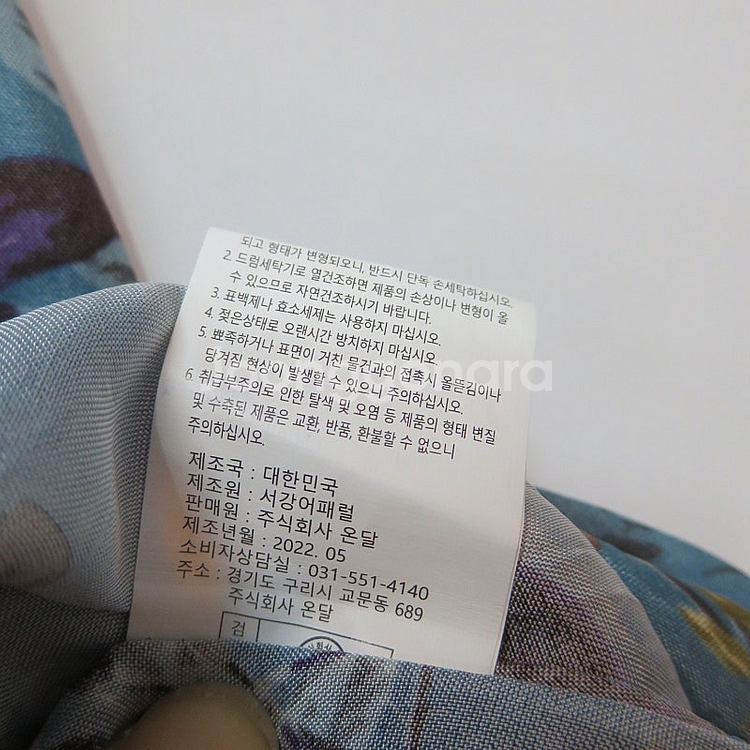 되고 형태가 변형되오니, 반드시 단독 손세탁하십시오.
2. 드럼세탁기로 열건조하면 제품의 손상이나 변형이 올
수 있으므로 자연건조하시기 바랍니다.
3. 표백제나 효소세제는 사용하지 마십시오.
4. 젖은상태로 오랜시간 방치하지 마십시오
5. 뾰족하거나 표면이 거친 물건과의 접촉시 올뜯김이나
당겨짐 현상이 발생할 수 있으니 주의하십시오.
6. 취급부주의로 인한 탈색 및 오염 등 제품의 형태 변질
및 수축된 제품은 교환, 반품, 환불할 수 없으니
주의하십시오.
제조국 : 대한민국
제조원 : 서강어패럴
판매원 : 주식회사 온달
제조년월 : 2022. 05
소비자상담실 : 031-551-4140
주소 : 경기도 구리시 교문동 689
주식회사 온달
검